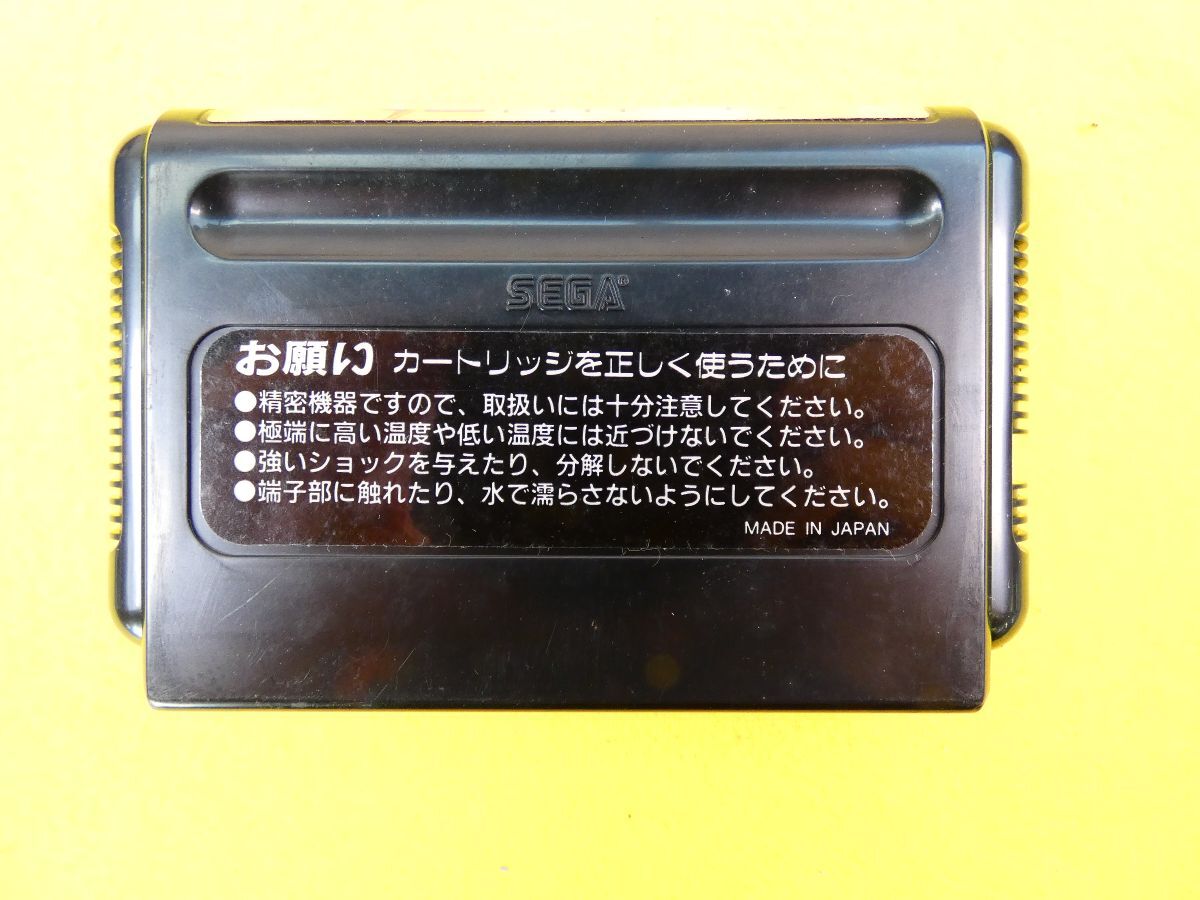 SEGA®
お願い カートリッジを正しく使うために
●精密機器ですので、取扱いには十分注意してください。
●極端に高い温度や低い温度には近づけないでください。
●強いショックを与えたり、分解しないでください。
●端子部に触れたり、水で濡らさないようにしてください。
MADE IN JAPAN